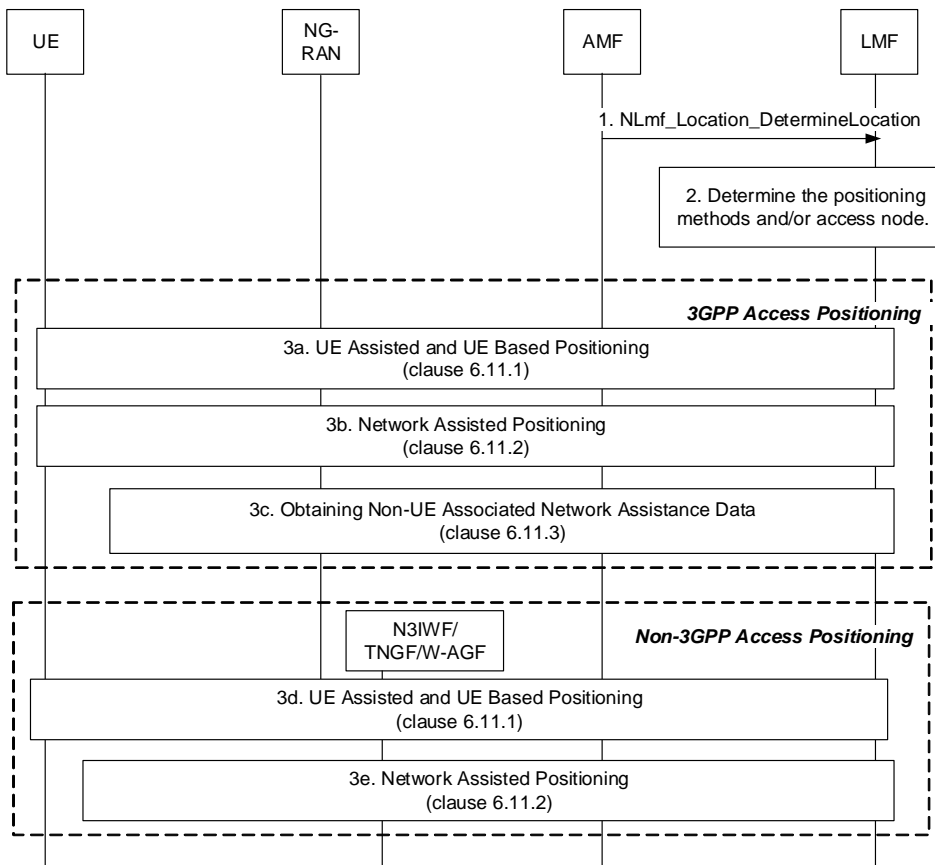 UE
NG-
RAN
AMF
LMF
1. NLmf_Location_DetermineLocation
2. Determine the positioning
methods and/or access node.
3GPP Access Positioning
3a. UE Assisted and UE Based Positioning
(clause 6.11.1)
3b. Network Assisted Positioning
(clause 6.11.2)
3c. Obtaining Non-UE Associated Network Assistance Data
(clause 6.11.3)
N3IWF/
TNGF/W-AGF
Non-3GPP Access Positioning
3d. UE Assisted and UE Based Positioning
(clause 6.11.1)
3e. Network Assisted Positioning
(clause 6.11.2)